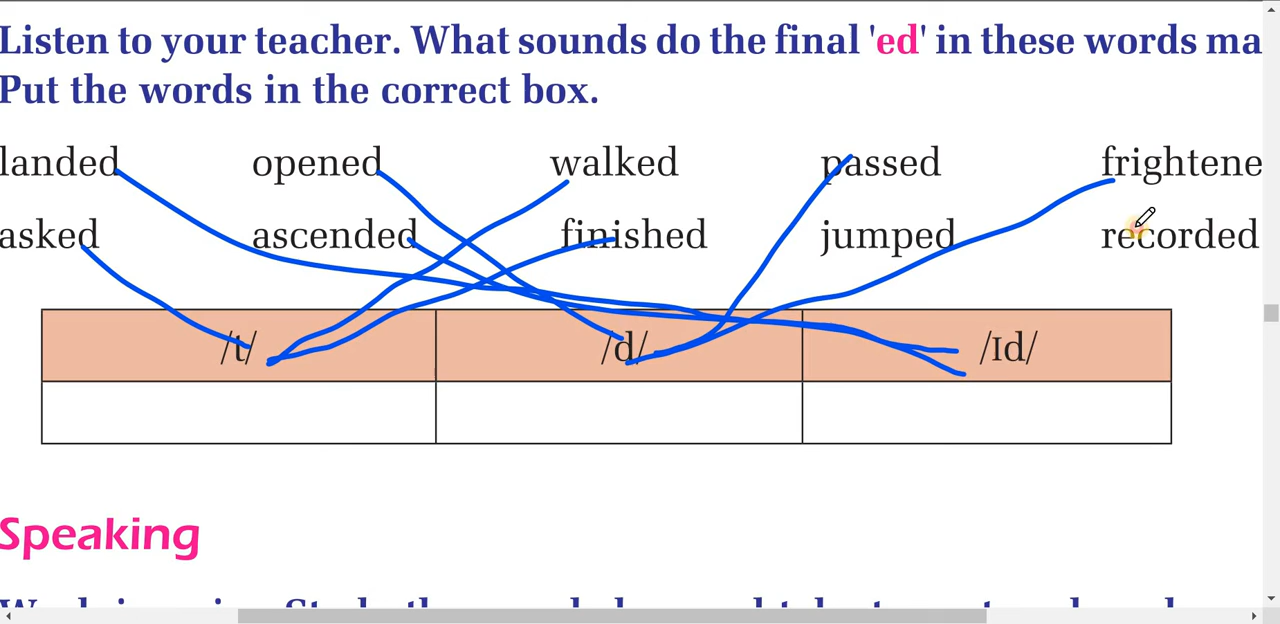 Listen to your teacher. What sounds do the final 'ed' in these words ma
Put the words in the correct box.
landed opened walked passed frightene
asked ascended finished jumped recorded
/t/ /d/ /Id/
Speaking